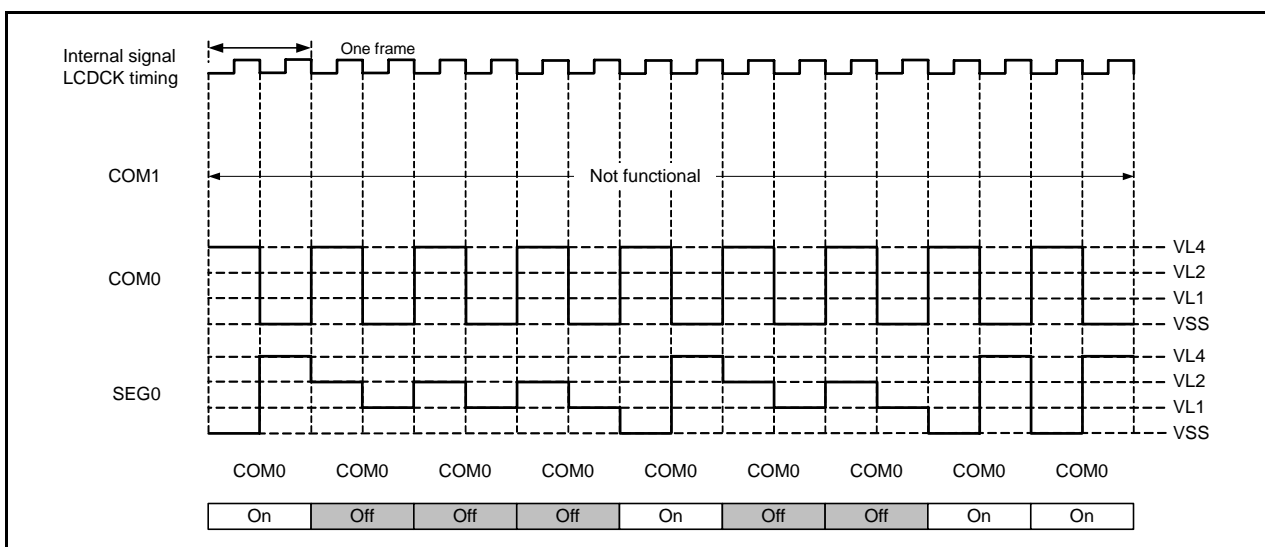 One frame
Internal signal
LCDCK timing
COM1
Not functional
COM0
VL4
VL2
VL1
VSS
SEG0
VL4
VL2
VL1
VSS
COM0 COM0 COM0 COM0 COM0 COM0 COM0 COM0 COM0
On Off Off Off On Off Off On On